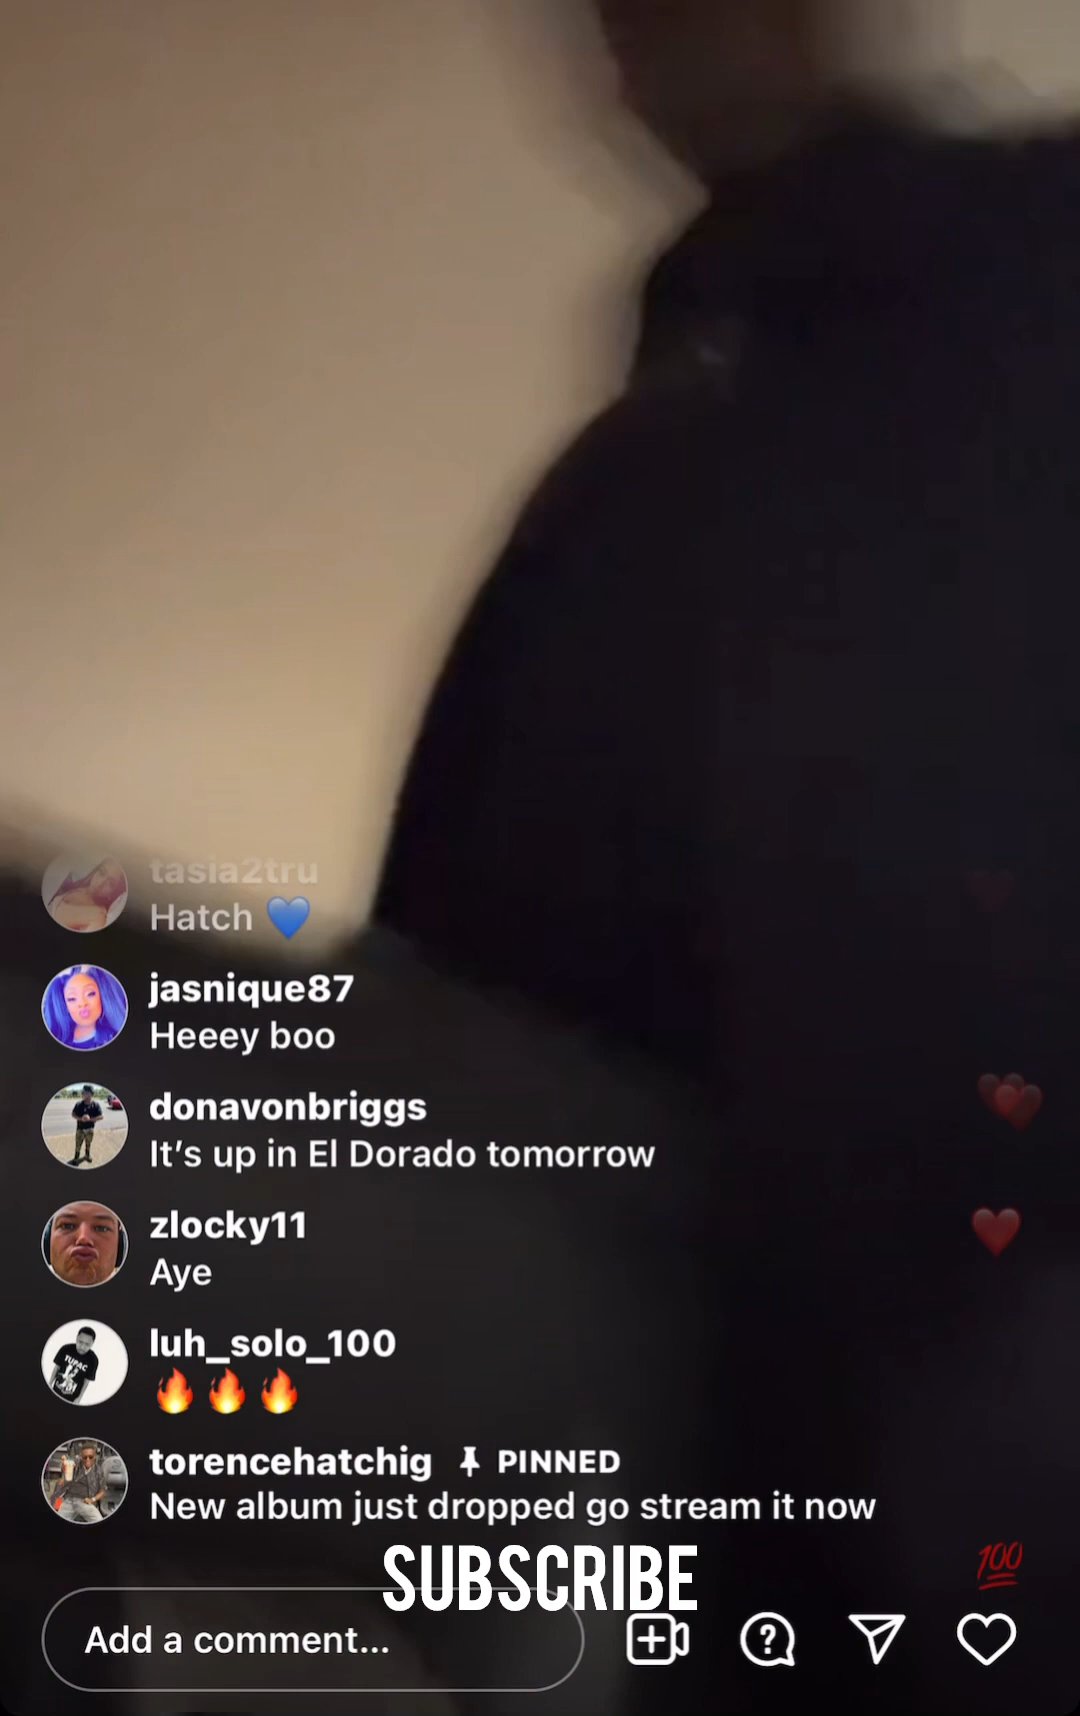 tasia2tru
Hatch 💙
jasnique87
Heeey boo
donavonbriggs
It’s up in El Dorado tomorrow
zlocky11
Aye
luh_solo_100
🔥🔥🔥
TUPAC
torencehatchig PINNED
New album just dropped go stream it now
💯
SUBSCRIBE
Add a comment...